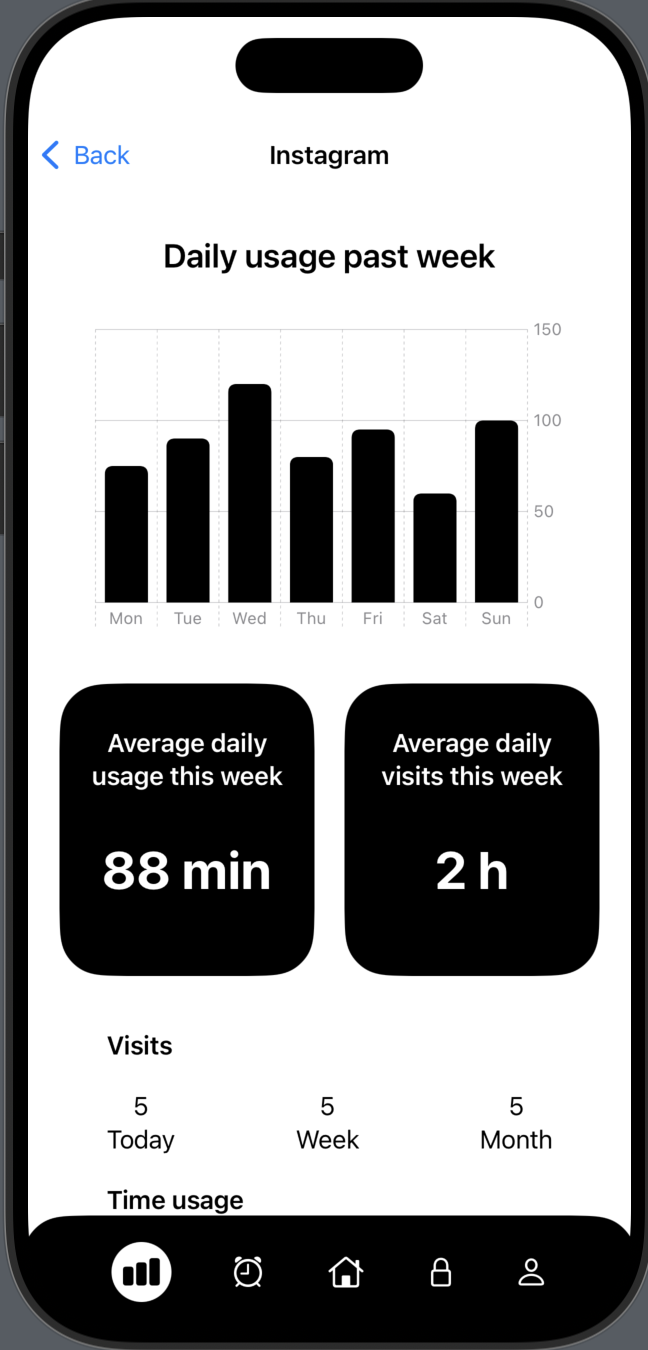 Back
Instagram
Daily usage past week
150
100
50
0
Mon Tue Wed Thu Fri Sat Sun
Average daily
usage this week
88 min
Average daily
visits this week
2 h
Visits
5 5 5
Today Week Month
Time usage